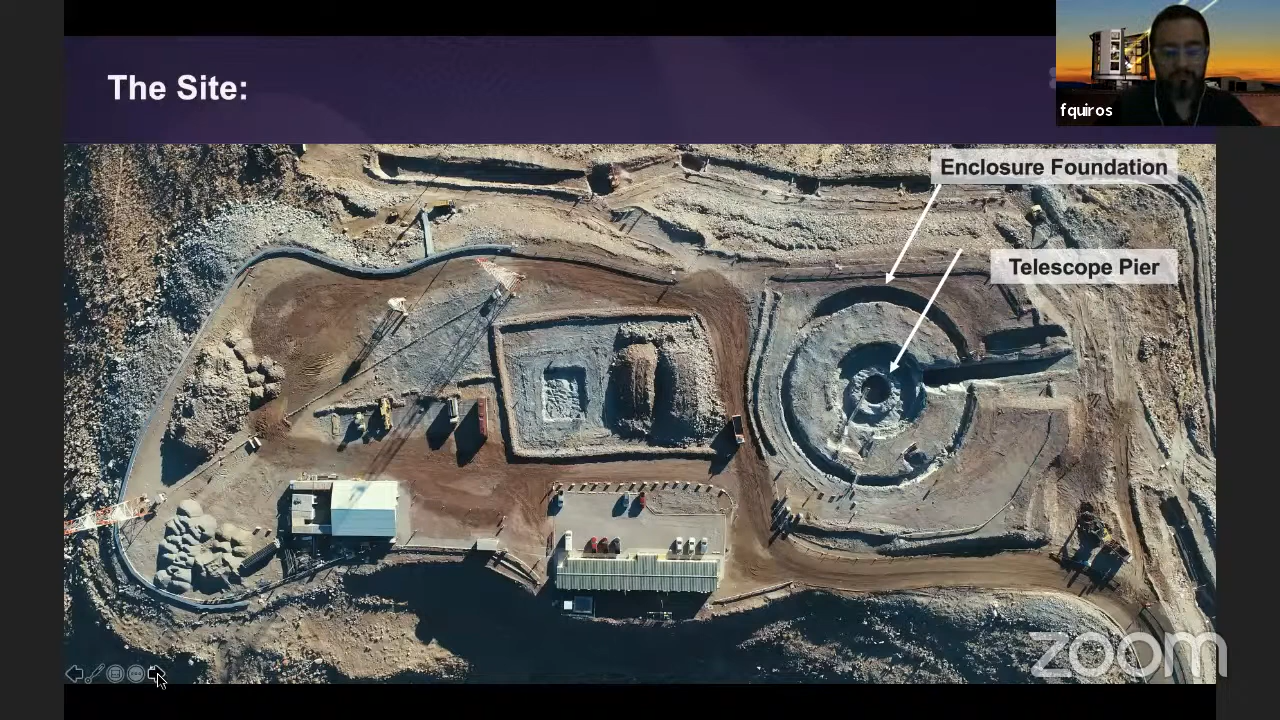 The Site:
fquiros
Enclosure Foundation
Telescope Pier
zoom